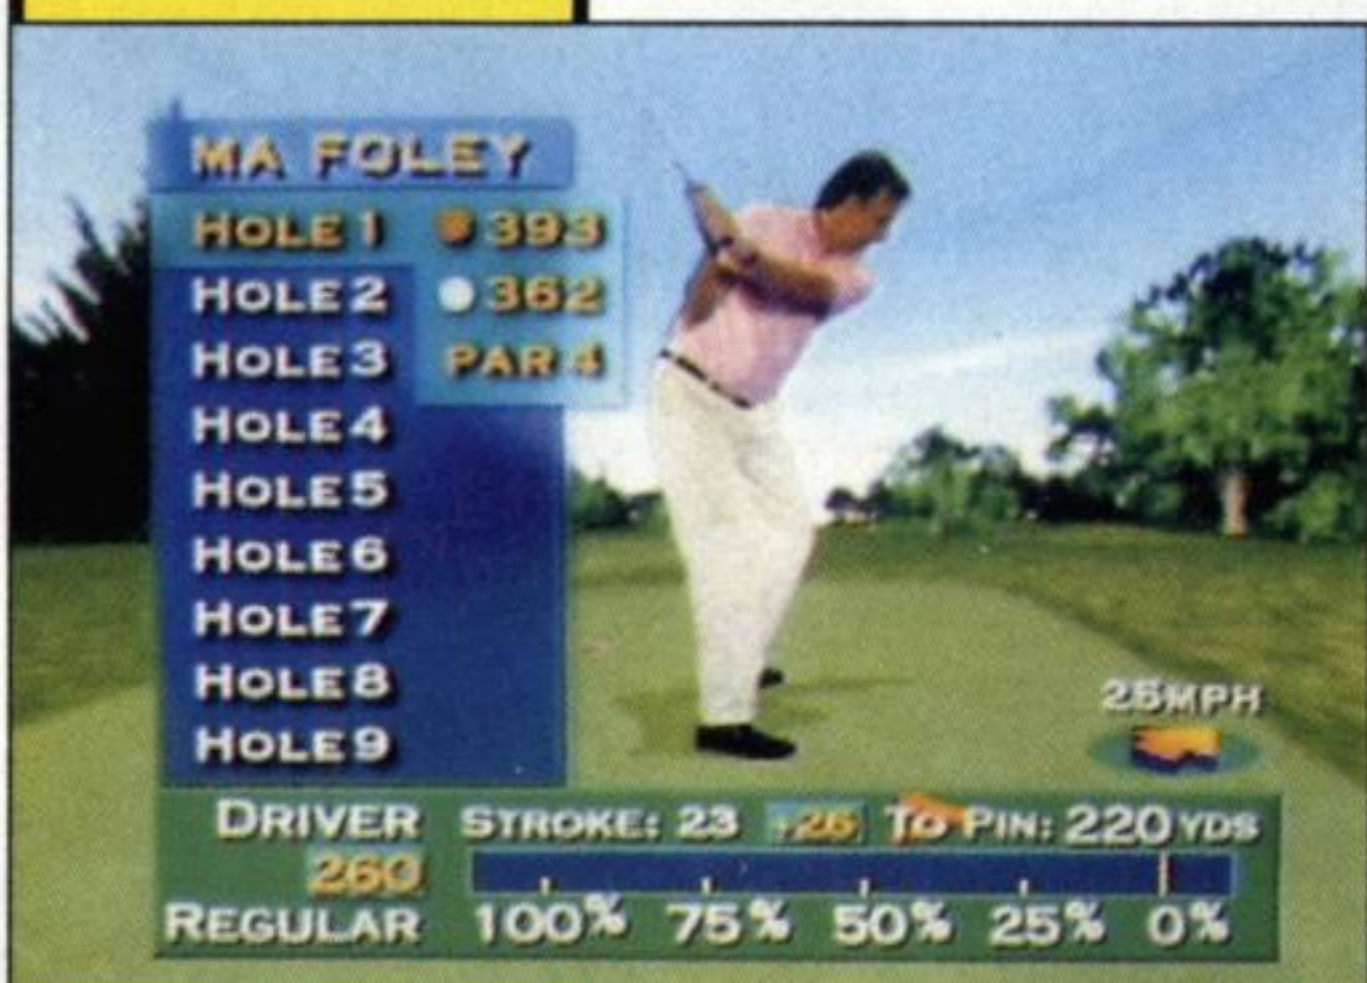 MA FOLEY
HOLE 1 393
HOLE 2 362
HOLE 3 PAR 4
HOLE 4
HOLE 5
HOLE 6
HOLE 7
HOLE 8
HOLE 9
25MPH
DRIVER STROKE: 23 +26 TO PIN: 220 YDS
260
REGULAR 100% 75% 50% 25% 0%